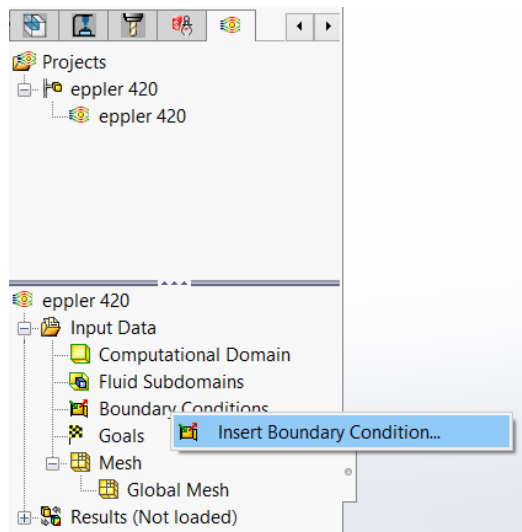 Projects
eppler 420
eppler 420
eppler 420
Input Data
Computational Domain
Fluid Subdomains
Boundary Conditions
Insert Boundary Condition...
Goals
Mesh
Global Mesh
Results (Not loaded)